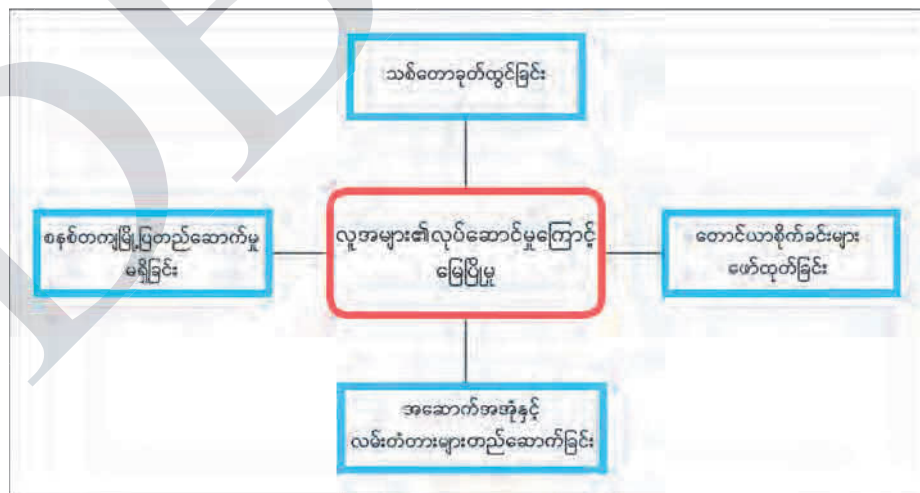 သစ်တောခုတ်ထွင်ခြင်း
စနစ်တကျမြို့ပြတည်ဆောက်မှု
မရှိခြင်း
လူအများ၏လုပ်ဆောင်မှုကြောင့်
မြေပြိုမှု
တောင်ယာစိုက်ခင်းများ
ဖော်ထုတ်ခြင်း
အဆောက်အအုံနှင့်
လမ်းတံတားများတည်ဆောက်ခြင်း